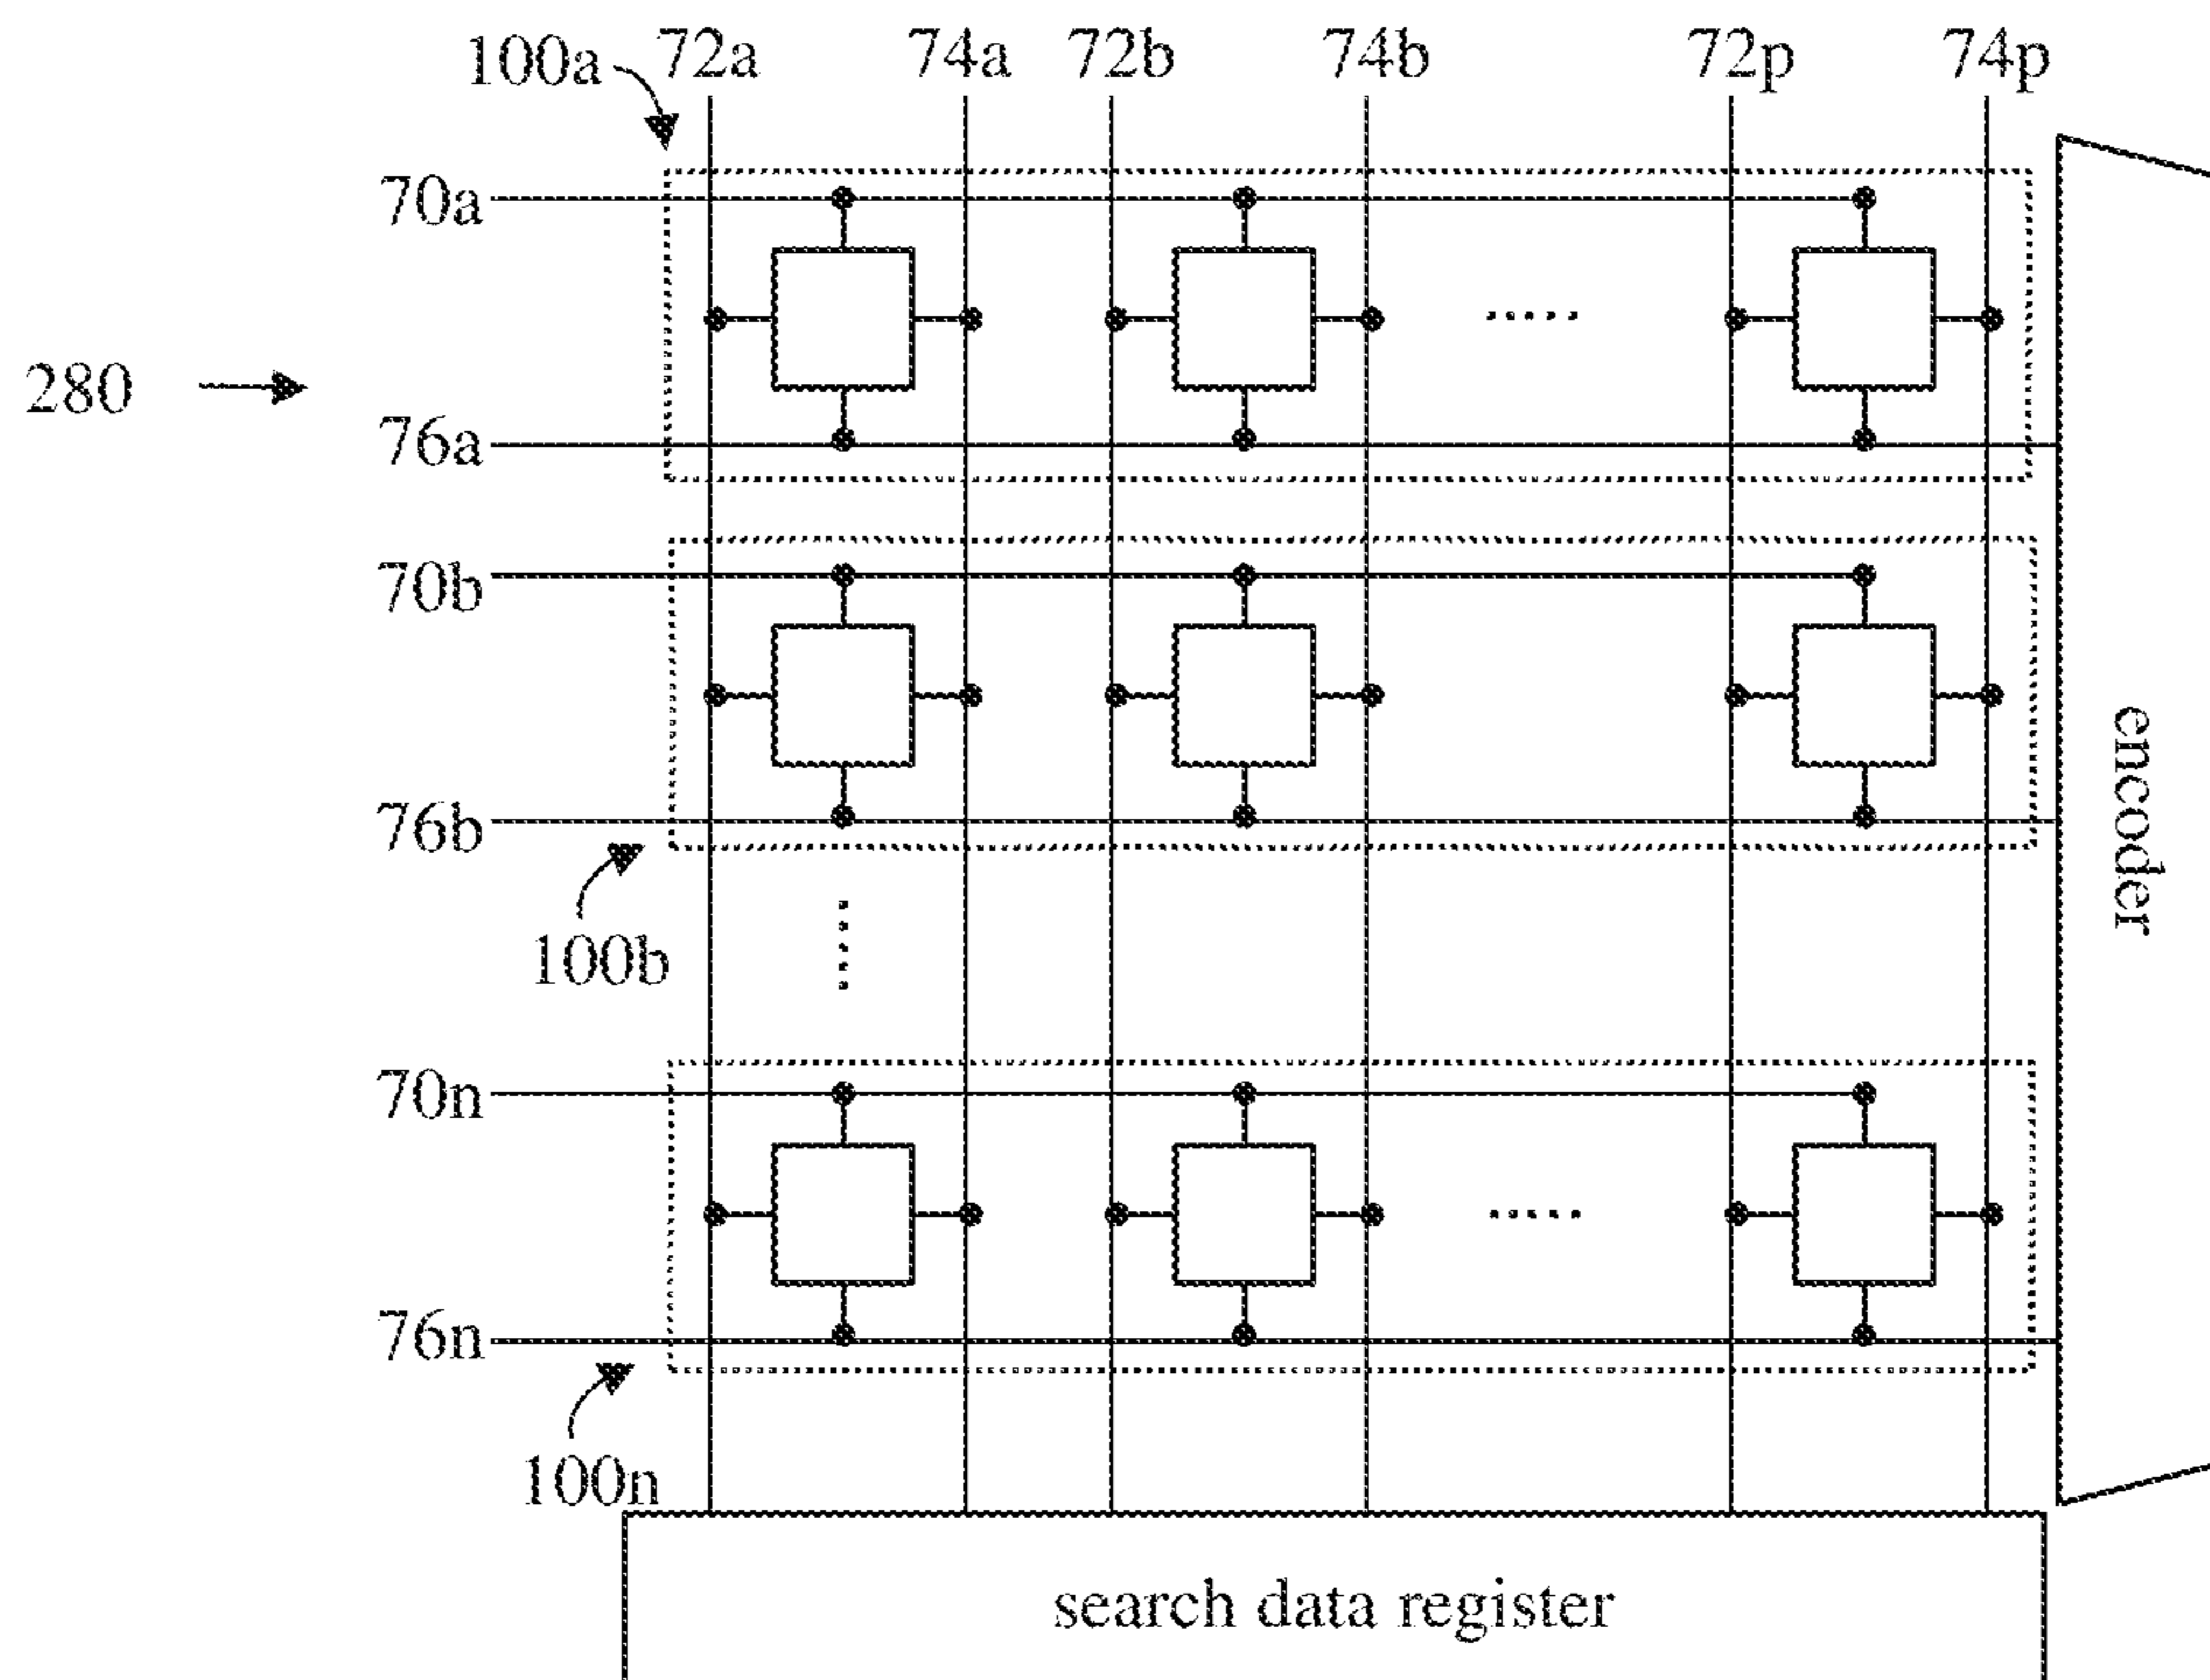 100a 72a 74a 72b 74b 72p 74p
70a
280
76a
70b
encoder
76b
100b
70n
76n
100n
search data register